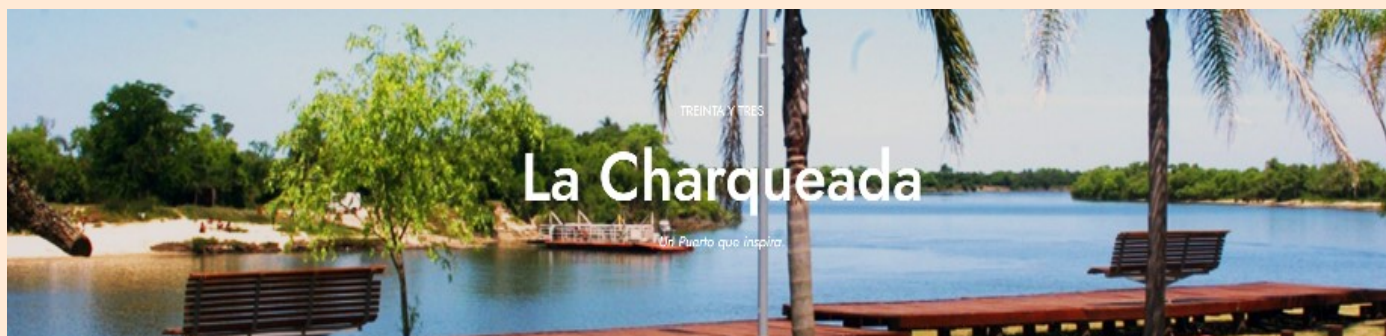 TREINTA Y TRES
La Charqueada
Un Puerto que inspira.